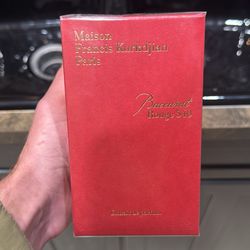 Maison
Francis Kurkdjian
Paris
Baccarat
Rouge 540
Extrait de parfum